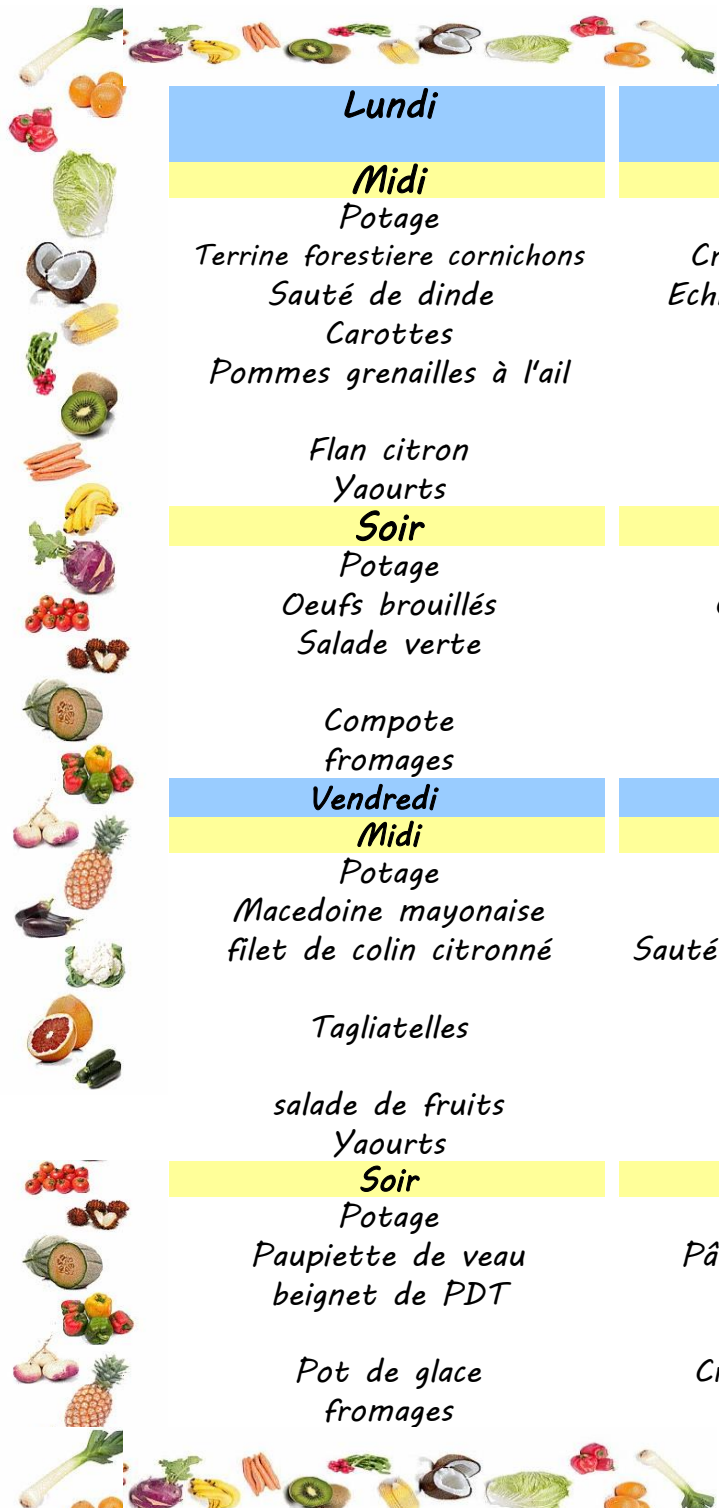 Lundi
Midi
Potage
Terrine forestiere cornichons
Sauté de dinde
Carottes
Pommes grenailles à l'ail
Flan citron
Yaourts
Soir
Potage
Oeufs brouillés
Salade verte
Compote
fromages
Vendredi
Midi
Potage
Macedoine mayonaise
filet de colin citronné
Tagliatelles
salade de fruits
Yaourts
Soir
Potage
Paupiette de veau
beignet de PDT
Pot de glace
fromages
Sauté